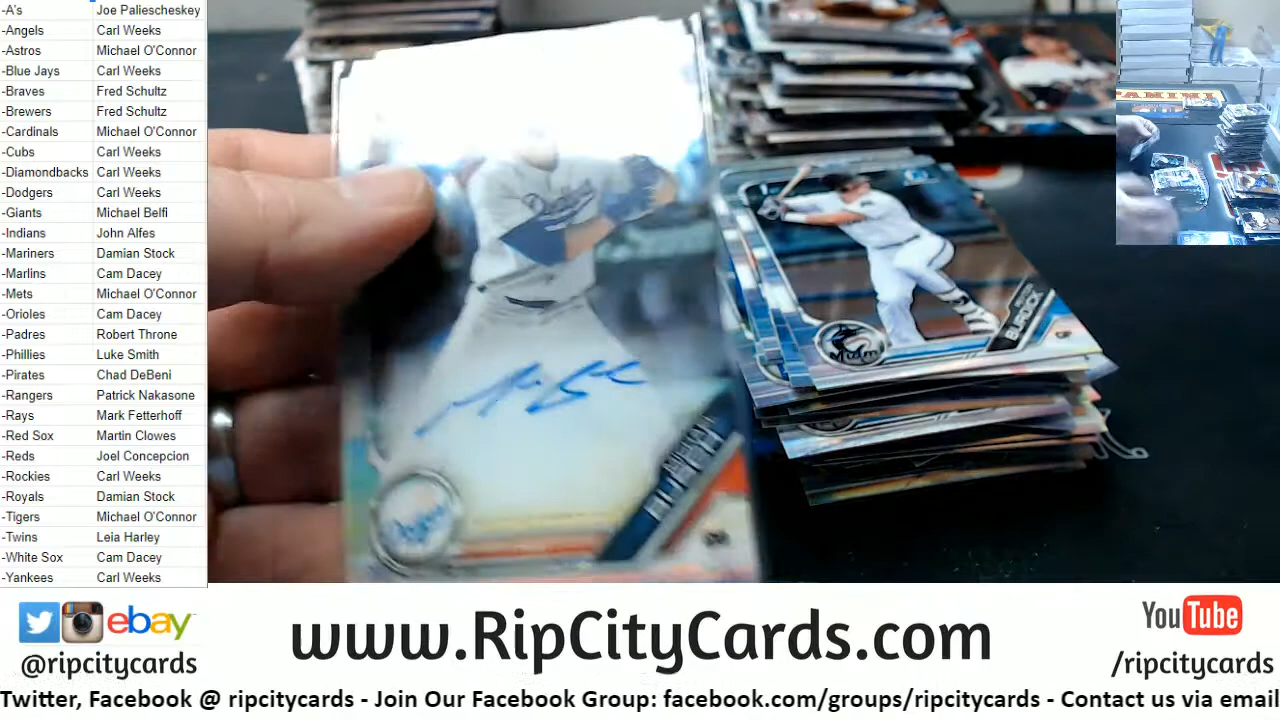 -A's Joe Paliescheskey
-Angels Carl Weeks
-Astros Michael O'Connor
-Blue Jays Carl Weeks
-Braves Fred Schultz
-Brewers Fred Schultz
-Cardinals Michael O'Connor
-Cubs Carl Weeks
-Diamondbacks Carl Weeks
-Dodgers Carl Weeks
-Giants Michael Belfi
-Indians John Alfes
-Mariners Damian Stock
-Marlins Cam Dacey
-Mets Michael O'Connor
-Orioles Cam Dacey
-Padres Robert Throne
-Phillies Luke Smith
-Pirates Chad DeBeni
-Rangers Patrick Nakasone
-Rays Mark Fetterhoff
-Red Sox Martin Clowes
-Reds Joel Concepcion
-Rockies Carl Weeks
-Royals Damian Stock
-Tigers Michael O'Connor
-Twins Leia Harley
-White Sox Cam Dacey
-Yankees Carl Weeks
Dodgers
BURDICK
PANINI
ebay
@ripcitycards
www.RipCityCards.com
YouTube
/ripcitycards
Twitter, Facebook @ ripcitycards - Join Our Facebook Group: facebook.com/groups/ripcitycards - Contact us via email